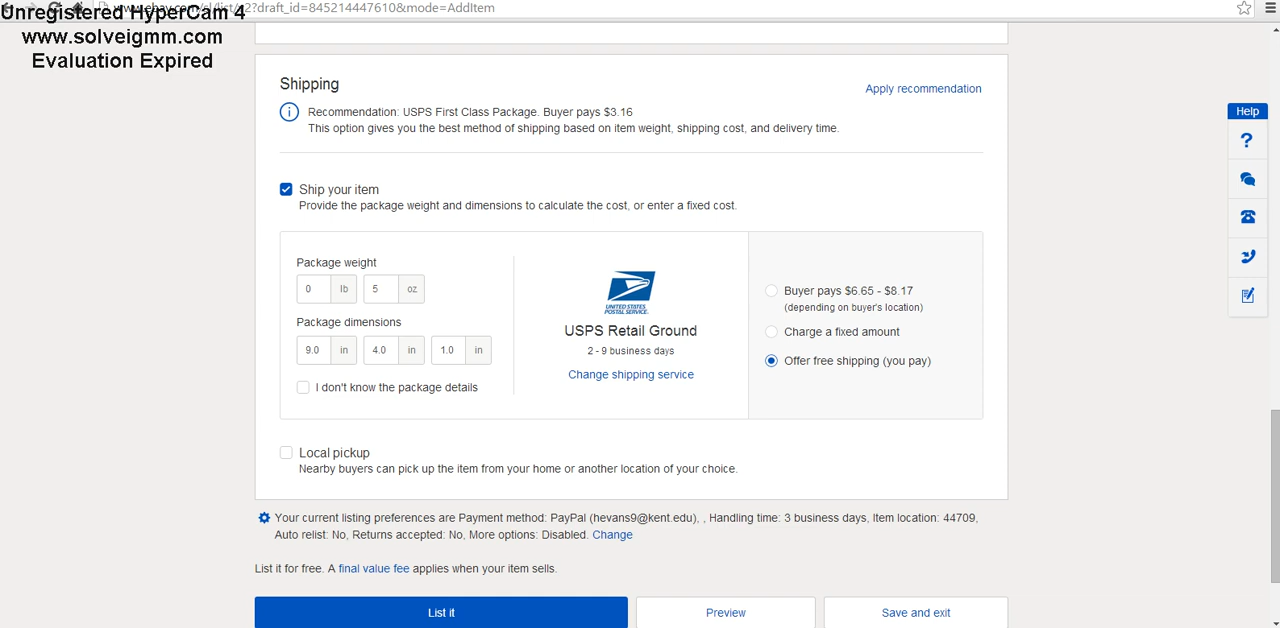 Unregistered HyperCam 4
www.solveigmm.com
Evaluation Expired
2?draft_id=845214447610&mode=AddItem
Shipping
Apply recommendation
Recommendation: USPS First Class Package. Buyer pays $3.16
This option gives you the best method of shipping based on item weight, shipping cost, and delivery time.
Help
Ship your item
Provide the package weight and dimensions to calculate the cost, or enter a fixed cost.
Package weight
0 lb 5 oz
Package dimensions
9.0 in 4.0 in 1.0 in
I don't know the package details
UNITED STATES
POSTAL SERVICE
USPS Retail Ground
2 - 9 business days
Change shipping service
Buyer pays $6.65 - $8.17
(depending on buyer's location)
Charge a fixed amount
Offer free shipping (you pay)
Local pickup
Nearby buyers can pick up the item from your home or another location of your choice.
Your current listing preferences are Payment method: PayPal (hevans9@kent.edu), , Handling time: 3 business days, Item location: 44709,
Auto relist: No, Returns accepted: No, More options: Disabled. Change
List it for free. A final value fee applies when your item sells.
List it
Preview
Save and exit